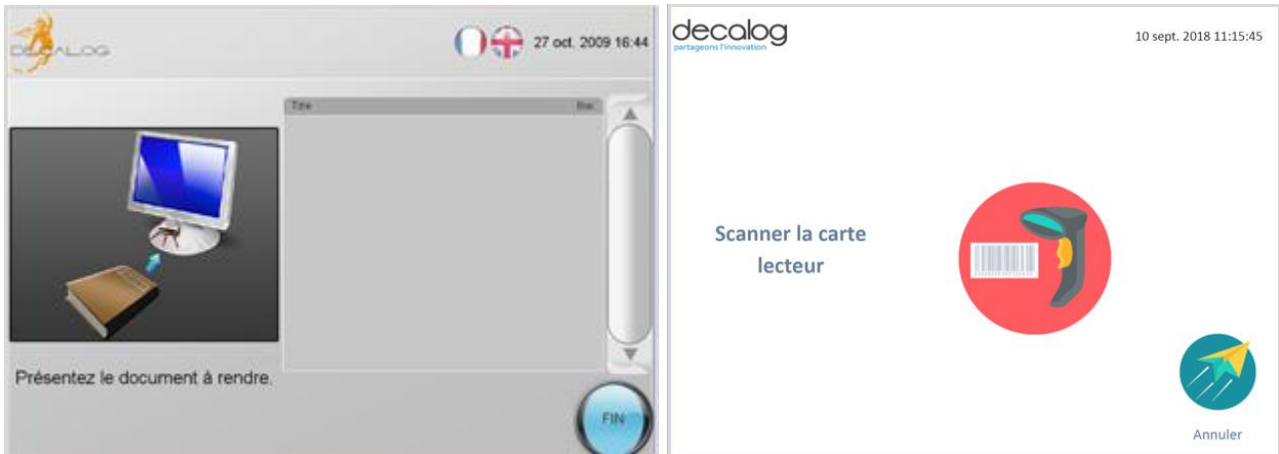 DECALOG
27 oct. 2009 16:44
Titre
Présentez le document à rendre.
FIN
decalog
partageons l'innovation
10 sept. 2018 11:15:45
Scanner la carte
lecteur
Annuler